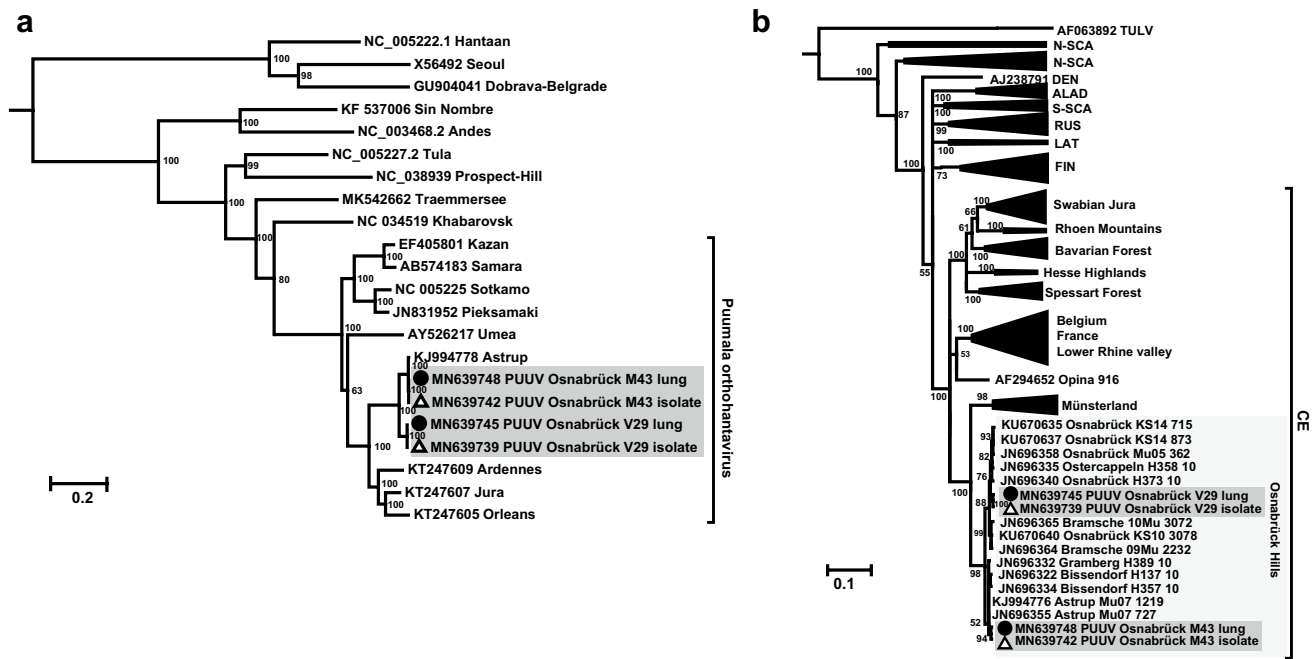 a
NC_005222.1 Hantaan
100
X56492 Seoul
98
GU904041 Dobrava-Belgrade
KF 537006 Sin Nombre
100
NC_003468.2 Andes
100
NC_005227.2 Tula
99
NC_038939 Prospect-Hill
100
MK542662 Traemmersee
100
NC 034519 Khabarovsk
80
EF405801 Kazan
100
AB574183 Samara
100
NC 005225 Sotkamo
100
JN831952 Pieksamaki
100
AY526217 Umea
63
KJ994778 Astrup
100
MN639748 PUUV Osnabrück M43 lung
100
100
MN639742 PUUV Osnabrück M43 isolate
MN639745 PUUV Osnabrück V29 lung
100
100
MN639739 PUUV Osnabrück V29 isolate
KT247609 Ardennes
100
KT247607 Jura
100
KT247605 Orleans
Puumala orthohantavirus
0.2
b
AF063892 TULV
N-SCA
100
N-SCA
AJ238791 DEN
87
ALAD
100
S-SCA
100
RUS
99
LAT
100
100
FIN
73
Swabian Jura
100
66
Rhoen Mountains
100
61
Bavarian Forest
100
100
Hesse Highlands
100
55
Spessart Forest
100
Belgium
France
Lower Rhine valley
100
53
AF294652 Opina 916
100
98
Münsterland
KU670635 Osnabrück KS14 715
93
KU670637 Osnabrück KS14 873
JN696358 Osnabrück Mu05 362
82
JN696335 Ostercappeln H358 10
76
JN696340 Osnabrück H373 10
100
MN639745 PUUV Osnabrück V29 lung
88
100
MN639739 PUUV Osnabrück V29 isolate
JN696365 Bramsche 10Mu 3072
99
KU670640 Osnabrück KS10 3078
JN696364 Bramsche 09Mu 2232
JN696332 Gramberg H389 10
98
JN696322 Bissendorf H137 10
JN696334 Bissendorf H357 10
KJ994776 Astrup Mu07 1219
JN696355 Astrup Mu07 727
52
MN639748 PUUV Osnabrück M43 lung
94
MN639742 PUUV Osnabrück M43 isolate
Osnabrück Hills
CE
0.1